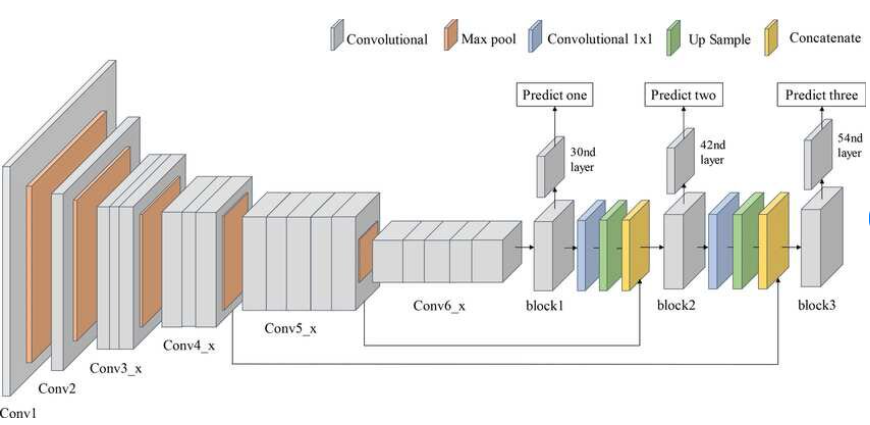 Convolutional
Max pool
Convolutional 1x1
Up Sample
Concatenate
Predict one
Predict two
Predict three
30nd
layer
42nd
layer
54nd
layer
Conv1
Conv2
Conv3_x
Conv4_x
Conv5_x
Conv6_x
block1
block2
block3